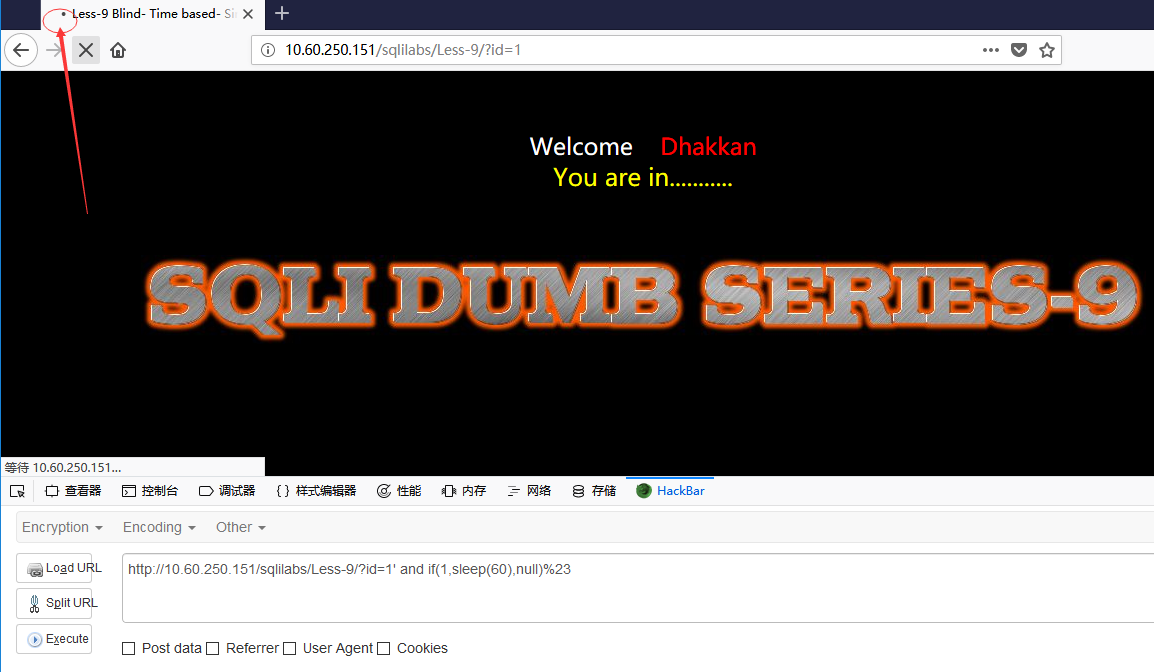 Less-9 Blind- Time based- Si
10.60.250.151/sqlilabs/Less-9/?id=1
Welcome Dhakkan
You are in...........
SQLI DUMB SERIES-9
等待 10.60.250.151...
查看器 控制台 调试器 {} 样式编辑器 性能 内存 网络 存储 HackBar
Encryption Encoding Other
Load URL
http://10.60.250.151/sqlilabs/Less-9/?id=1' and if(1,sleep(60),null)%23
Split URL
Execute
Post data Referrer User Agent Cookies